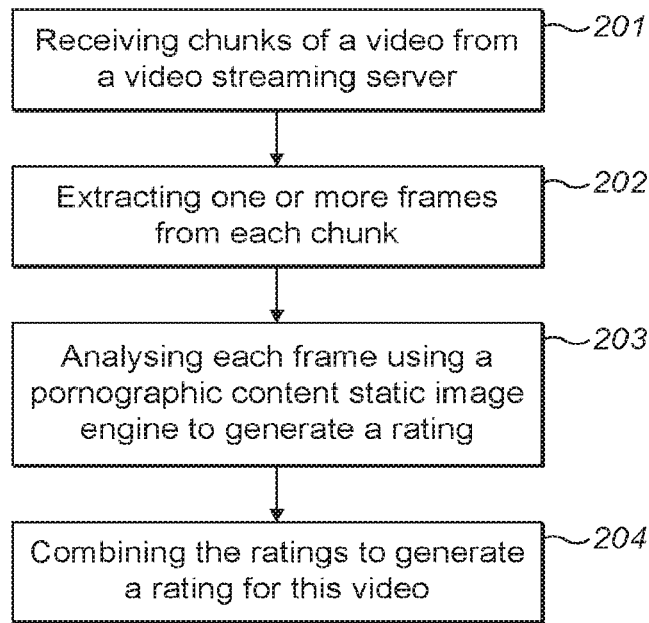 Receiving chunks of a video from
a video streaming server
201
Extracting one or more frames
from each chunk
202
Analysing each frame using a
pornographic content static image
engine to generate a rating
203
Combining the ratings to generate
a rating for this video
204